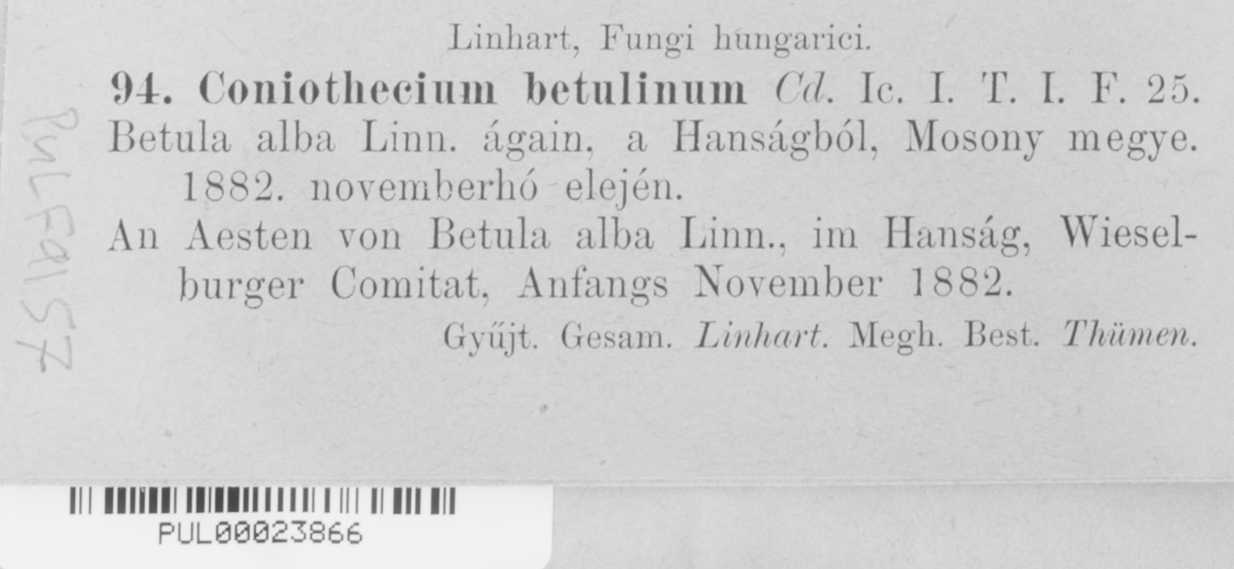 Linhart, Fungi hungarici.
94. Coniothecium betulinum Cd. Ic. I. T. I. F. 25.
Betula alba Linn. ágain, a Hanságból, Mosony megye.
1882. novemberhó elején.
An Aesten von Betula alba Linn., im Hanság, Wiesel-
burger Comitat, Anfangs November 1882.
Gyűjt. Gesam. Linhart. Megh. Best. Thümen.
PUL F9157
PUL00023866